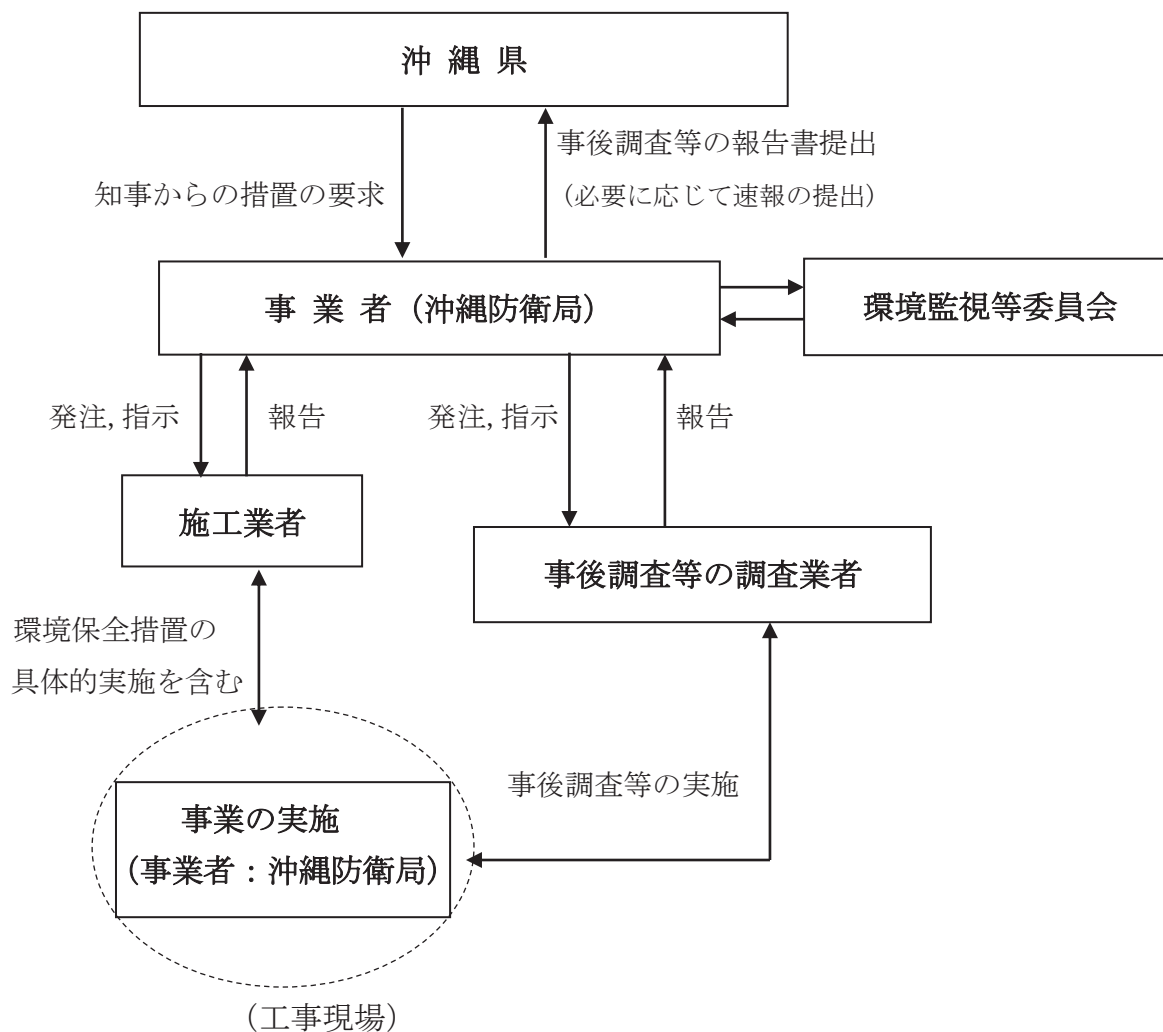 沖 縄 県
事後調査等の報告書提出
知事からの措置の要求
（必要に応じて速報の提出）
事 業 者（沖縄防衛局）
環境監視等委員会
発注, 指示
報告
発注, 指示
報告
施工業者
事後調査等の調査業者
環境保全措置の
具体的実施を含む
事後調査等の実施
事業の実施
（事業者：沖縄防衛局）
（工事現場）